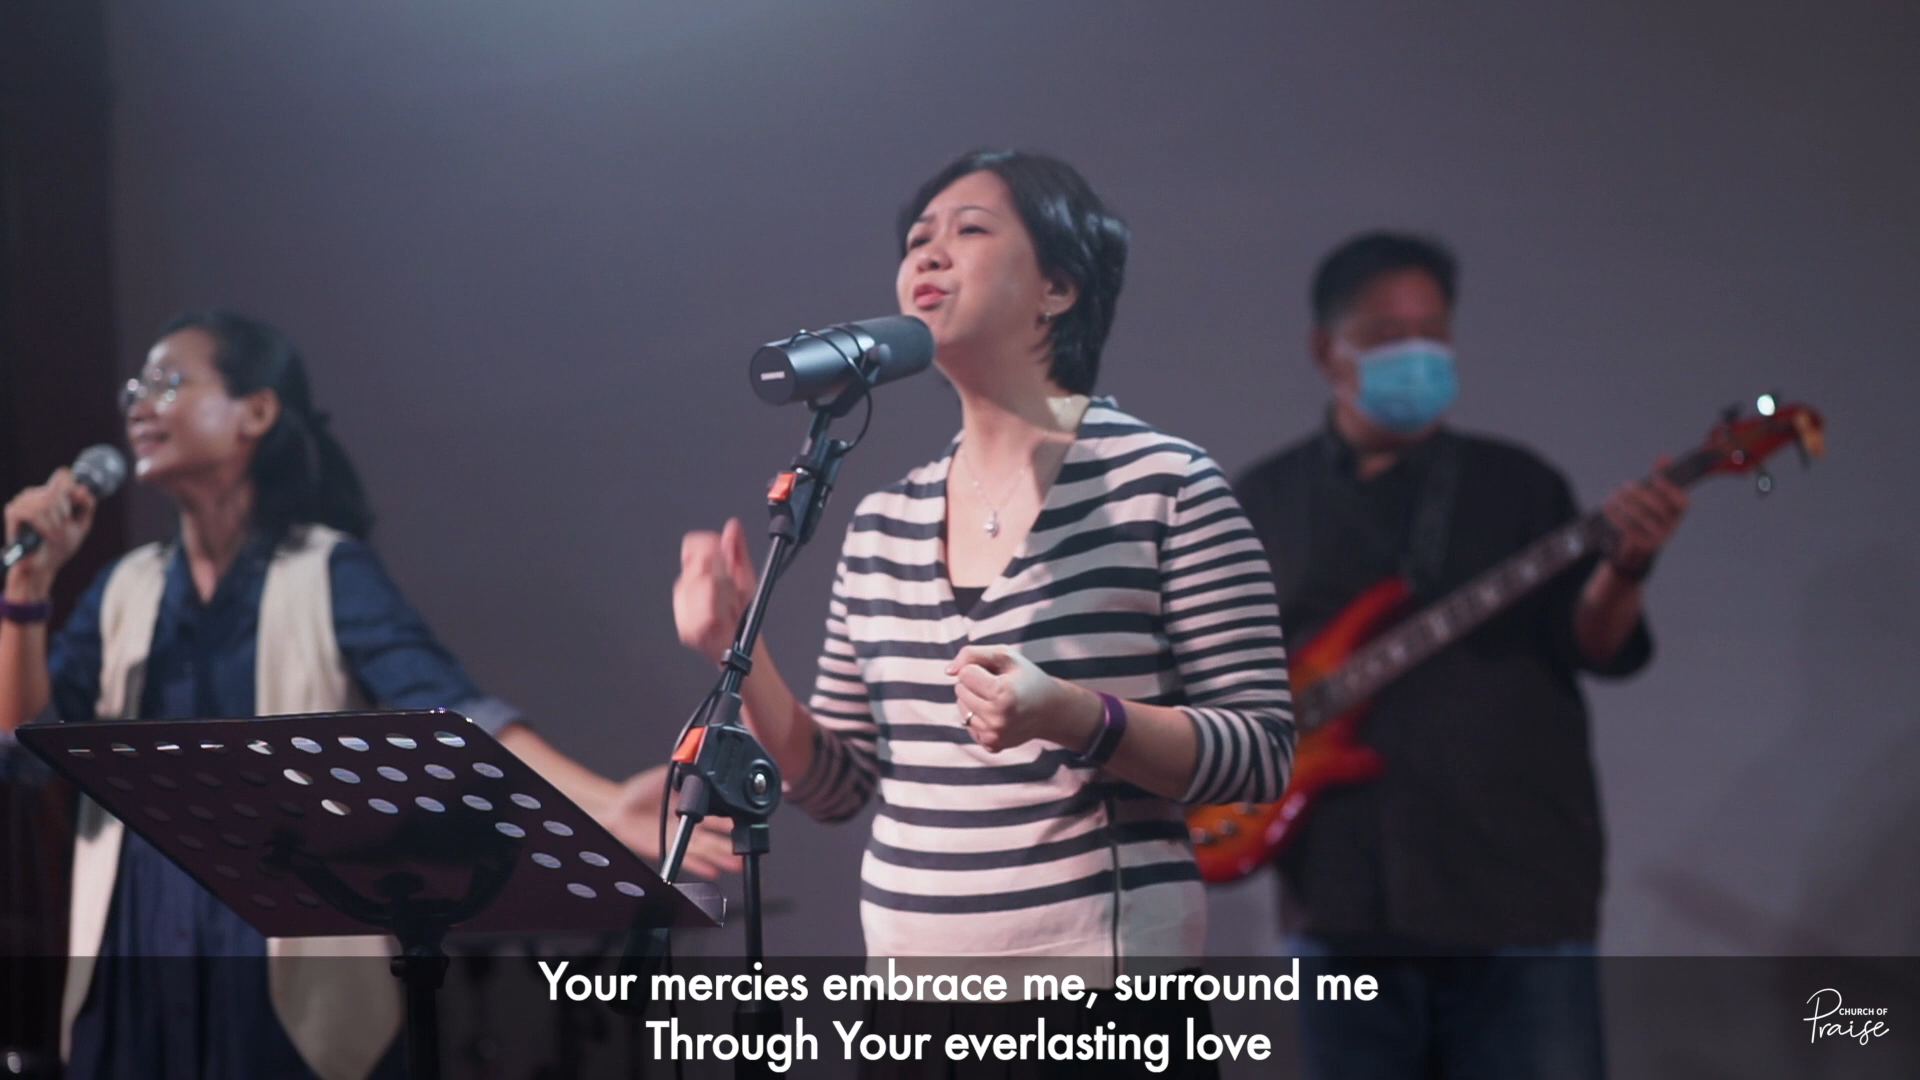 Your mercies embrace me, surround me
Through Your everlasting love
CHURCH OF
Praise